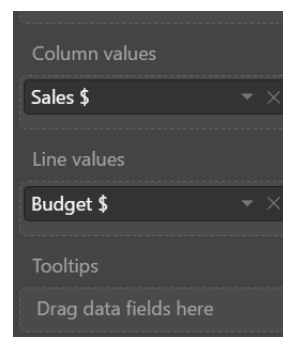 Column values
Sales $
Line values
Budget $
Tooltips
Drag data fields here